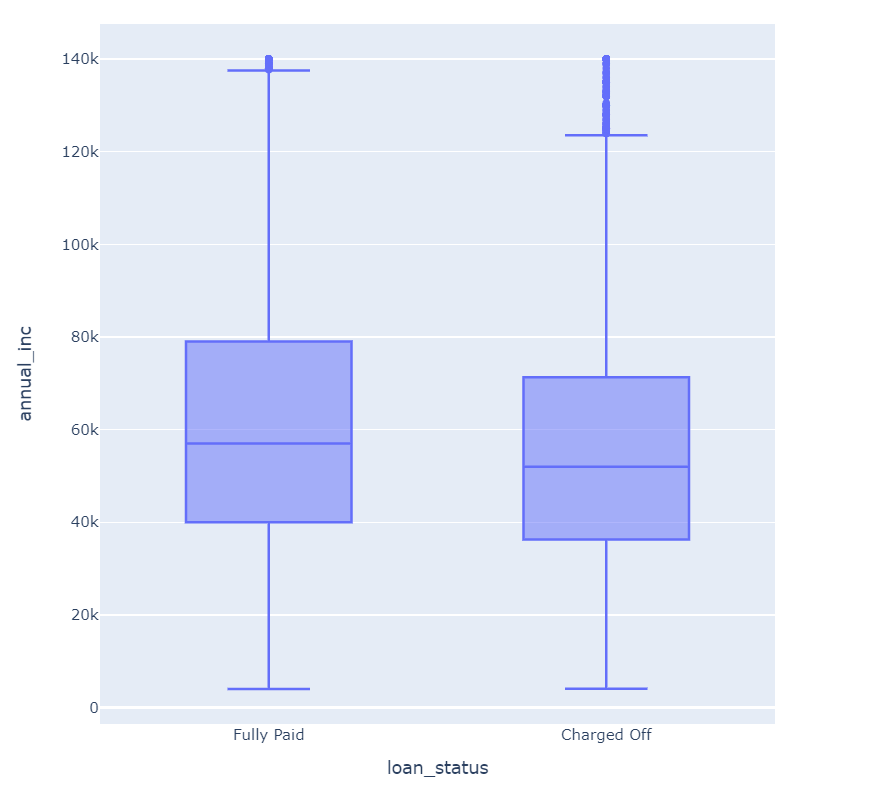 140k
120k
100k
80k
60k
40k
20k
0
annual_inc
Fully Paid
Charged Off
loan_status